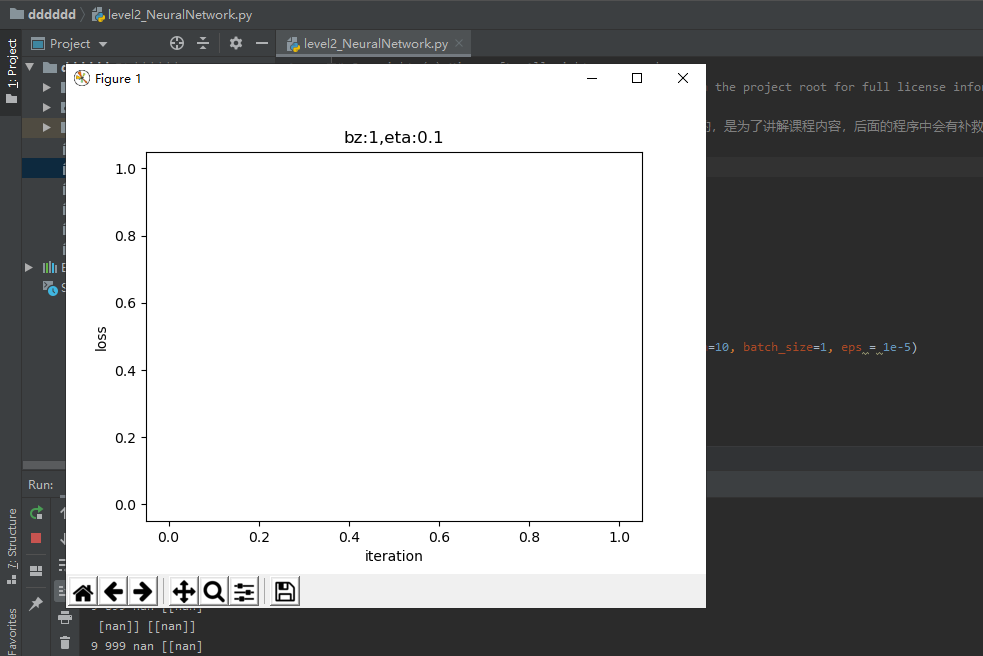 dddddd
level2_NeuralNetwork.py
Project
level2_NeuralNetwork.py
1: Project
Figure 1
the project root for full license infor
是为了讲解课程内容，后面的程序中会有补救
bz:1,eta:0.1
1.0
0.8
0.6
0.4
0.2
0.0
loss
0.0 0.2 0.4 0.6 0.8 1.0
iteration
=10, batch_size=1, eps = 1e-5)
Run:
7: Structure
Favorites
[nan]] [[nan]]
9 999 nan [[nan]